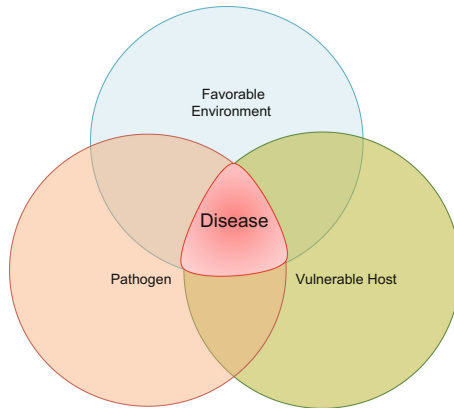 Favorable
Environment
Disease
Pathogen
Vulnerable Host